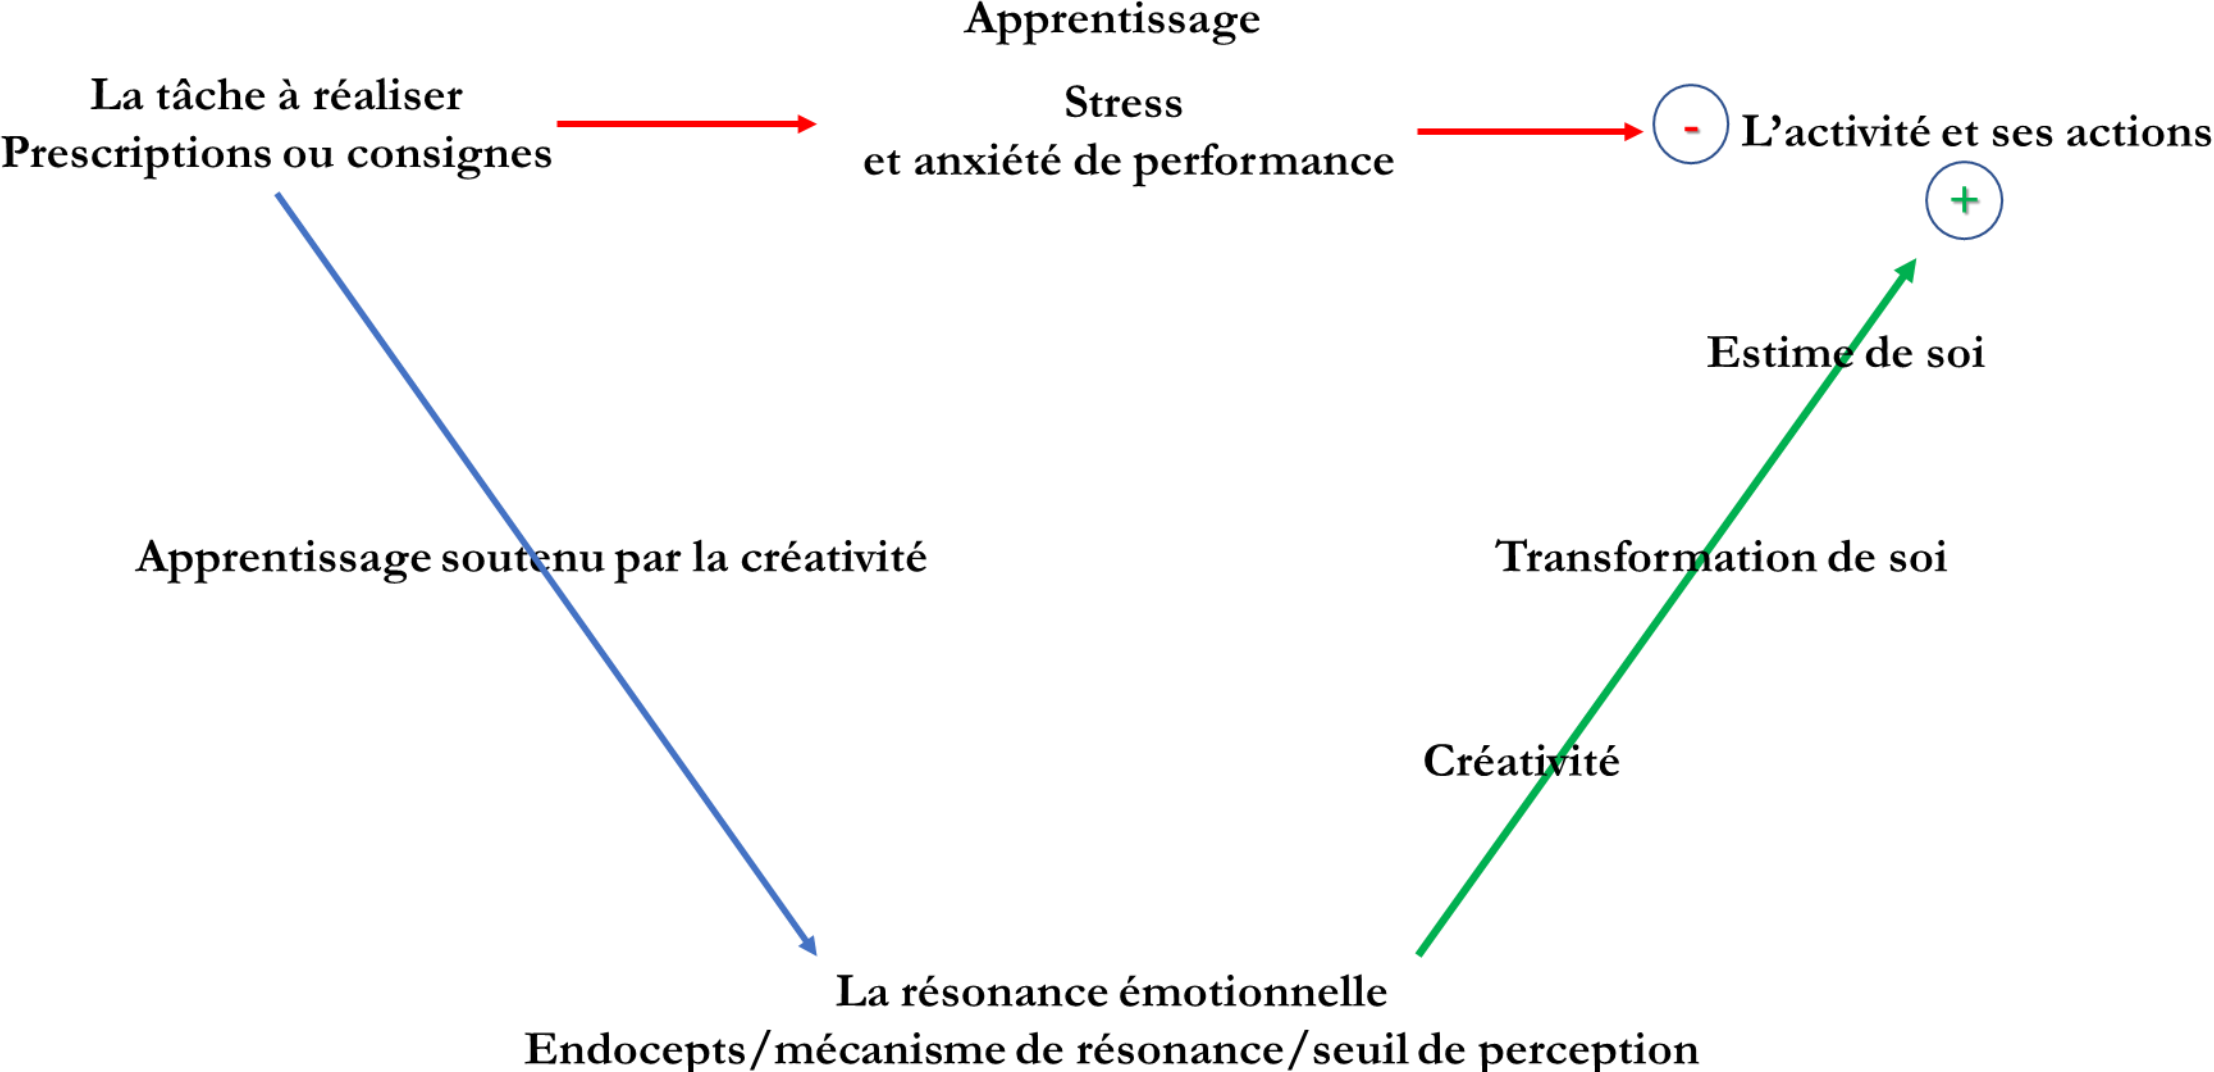 Apprentissage
La tâche à réaliser
Prescriptions ou consignes
Stress
et anxiété de performance
- L’activité et ses actions
+
Estime de soi
Apprentissage soutenu par la créativité
Transformation de soi
Créativité
La résonance émotionnelle
Endocepts/mécanisme de résonance/seuil de perception